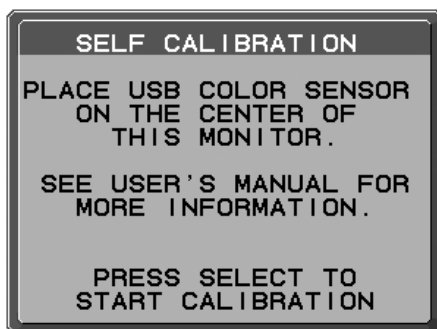 SELF CALIBRATION
PLACE USB COLOR SENSOR
ON THE CENTER OF
THIS MONITOR.
SEE USER'S MANUAL FOR
MORE INFORMATION.
PRESS SELECT TO
START CALIBRATION